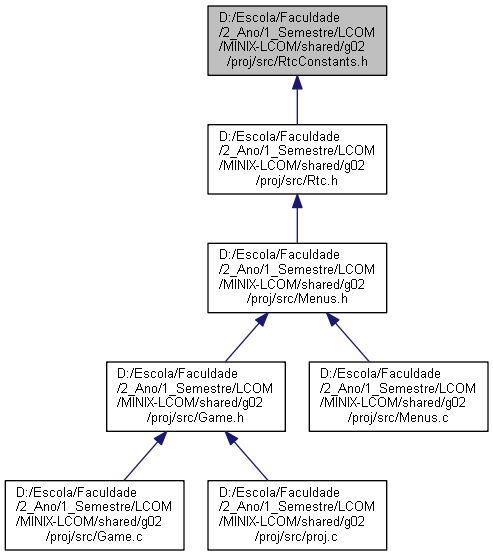 D:/Escola/Faculdade
/2_Ano/1_Semestre/LCOM
/MINIX-LCOM/shared/g02
/proj/src/RtcConstants.h
D:/Escola/Faculdade
/2_Ano/1_Semestre/LCOM
/MINIX-LCOM/shared/g02
/proj/src/Rtc.h
D:/Escola/Faculdade
/2_Ano/1_Semestre/LCOM
/MINIX-LCOM/shared/g02
/proj/src/Menus.h
D:/Escola/Faculdade
/2_Ano/1_Semestre/LCOM
/MINIX-LCOM/shared/g02
/proj/src/Game.h
D:/Escola/Faculdade
/2_Ano/1_Semestre/LCOM
/MINIX-LCOM/shared/g02
/proj/src/Menus.c
D:/Escola/Faculdade
/2_Ano/1_Semestre/LCOM
/MINIX-LCOM/shared/g02
/proj/src/Game.c
D:/Escola/Faculdade
/2_Ano/1_Semestre/LCOM
/MINIX-LCOM/shared/g02
/proj/src/proj.c